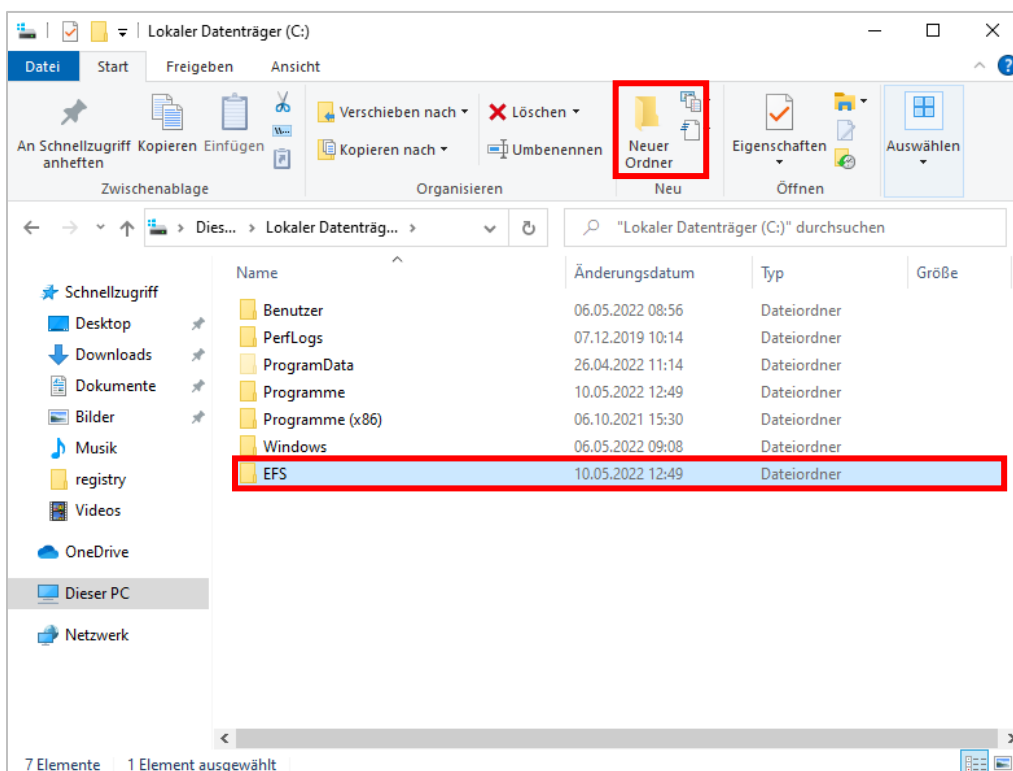 Lokaler Datenträger (C:)
Datei Start Freigeben Ansicht
An Schnellzugriff anheften
Kopieren
Einfügen
Verschieben nach
Kopieren nach
Löschen
Umbenennen
Neuer Ordner
Eigenschaften
Auswählen
Zwischenablage Organisieren Neu Öffnen
Dies... Lokaler Datenträg...
"Lokaler Datenträger (C:)" durchsuchen
Name Änderungsdatum Typ Größe
Schnellzugriff
Desktop
Downloads
Dokumente
Bilder
Musik
registry
Videos
OneDrive
Dieser PC
Netzwerk
Benutzer 06.05.2022 08:56 Dateiordner
PerfLogs 07.12.2019 10:14 Dateiordner
ProgramData 26.04.2022 11:14 Dateiordner
Programme 10.05.2022 12:49 Dateiordner
Programme (x86) 06.10.2021 15:30 Dateiordner
Windows 06.05.2022 09:08 Dateiordner
EFS 10.05.2022 12:49 Dateiordner
7 Elemente 1 Element ausgewählt